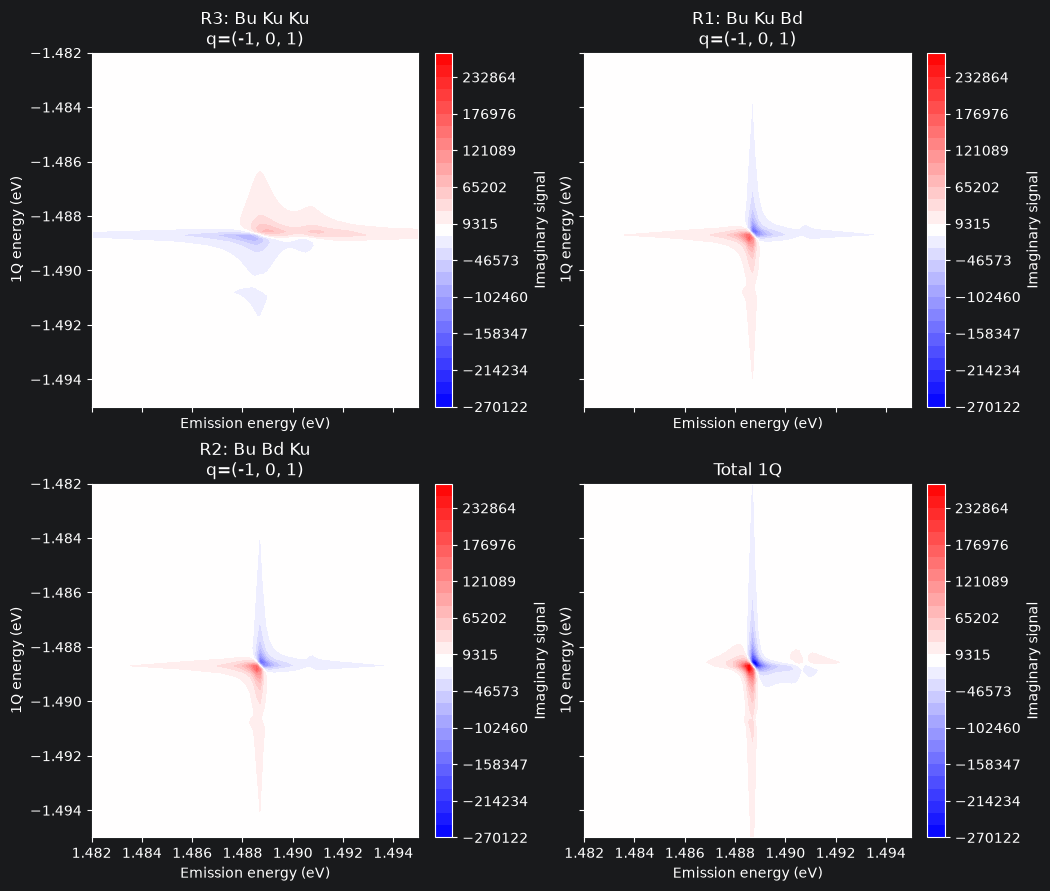 R3: Bu Ku Ku
q=(-1, 0, 1)
−1.482
−1.484
−1.486
−1.488
−1.490
−1.492
−1.494
1Q energy (eV)
Emission energy (eV)
232864
176976
121089
65202
9315
−46573
−102460
−158347
−214234
−270122
Imaginary signal
R1: Bu Ku Bd
q=(-1, 0, 1)
1Q energy (eV)
Emission energy (eV)
232864
176976
121089
65202
9315
−46573
−102460
−158347
−214234
−270122
Imaginary signal
R2: Bu Bd Ku
q=(-1, 0, 1)
−1.482
−1.484
−1.486
−1.488
−1.490
−1.492
−1.494
1Q energy (eV)
1.482 1.484 1.486 1.488 1.490 1.492 1.494
Emission energy (eV)
232864
176976
121089
65202
9315
−46573
−102460
−158347
−214234
−270122
Imaginary signal
Total 1Q
1Q energy (eV)
1.482 1.484 1.486 1.488 1.490 1.492 1.494
Emission energy (eV)
232864
176976
121089
65202
9315
−46573
−102460
−158347
−214234
−270122
Imaginary signal